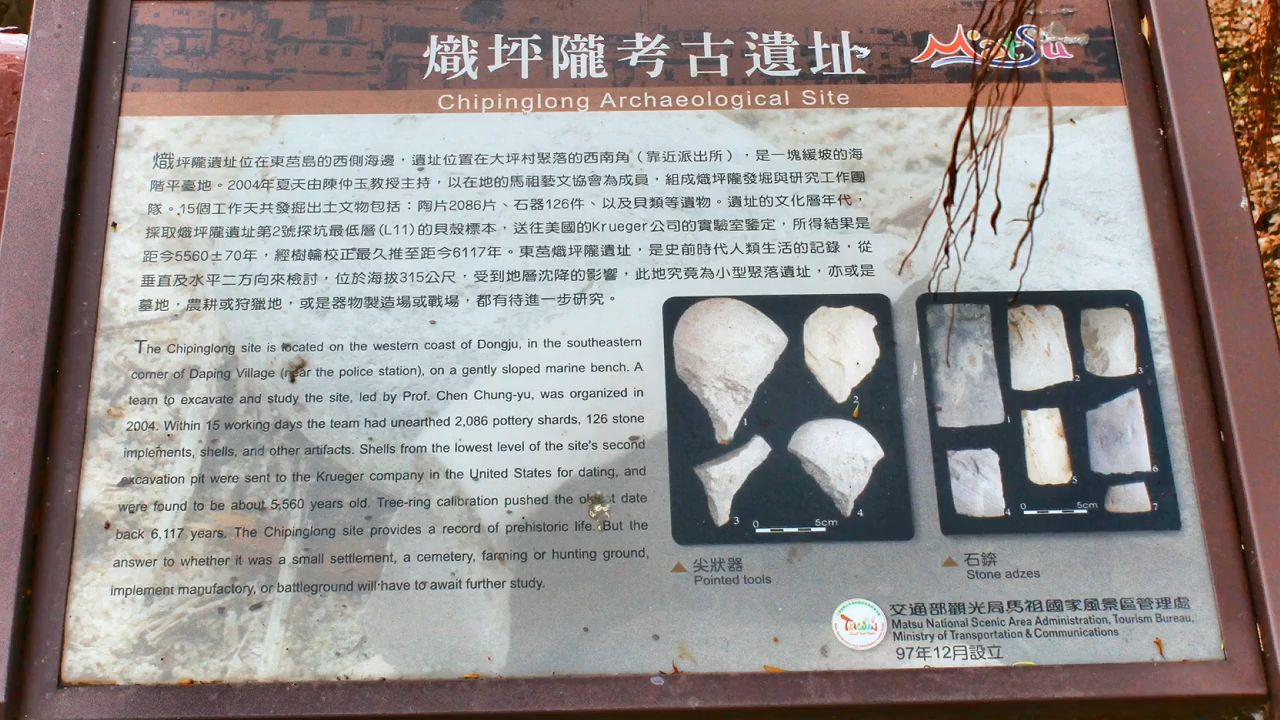 熾坪隴考古遺址
MatSu
Chipinglong Archaeological Site
熾坪隴遺址位在東莒島的西側海邊，遺址位置在大坪村聚落的西南角（靠近派出所），是一塊緩坡的海
階平臺地。2004年夏天由陳仲玉教授主持，以在地的馬祖藝文協會為成員，組成熾坪隴發掘與研究工作團
隊。15個工作天共發掘出土文物包括：陶片2086片、石器126件、以及貝類等遺物。遺址的文化層年代，
採取熾坪隴遺址第2號探坑最低層(L11)的貝殼標本，送往美國的Krueger公司的實驗室鑒定，所得結果是
距今5560±70年，經樹輪校正最久推至距今6117年。東莒熾坪隴遺址，是史前時代人類生活的記錄，從
垂直及水平二方向來檢討，位於海拔315公尺，受到地層沈降的影響，此地究竟為小型聚落遺址，亦或是
墓地，農耕或狩獵地，或是器物製造場或戰場，都有待進一步研究。
The Chipinglong site is located on the western coast of Dongju, in the southeastern
corner of Daping Village (near the police station), on a gently sloped marine bench. A
team to excavate and study the site, led by Prof. Chen Chung-yu, was organized in
2004. Within 15 working days the team had unearthed 2,086 pottery shards, 126 stone
implements, shells, and other artifacts. Shells from the lowest level of the site's second
excavation pit were sent to the Krueger company in the United States for dating, and
were found to be about 5,560 years old. Tree-ring calibration pushed the date
back 6,117 years. The Chipinglong site provides a record of prehistoric life. But the
answer to whether it was a small settlement, a cemetery, farming or hunting ground,
implement manufactory, or battleground will have to await further study.
1
2
3
4
0 5cm
尖狀器
Pointed tools
1
2
3
4
5
6
7
0 5cm
石錛
Stone adzes
交通部觀光局馬祖國家風景區管理處
Matsu National Scenic Area Administration, Tourism Bureau,
Ministry of Transportation & Communications
97年12月設立